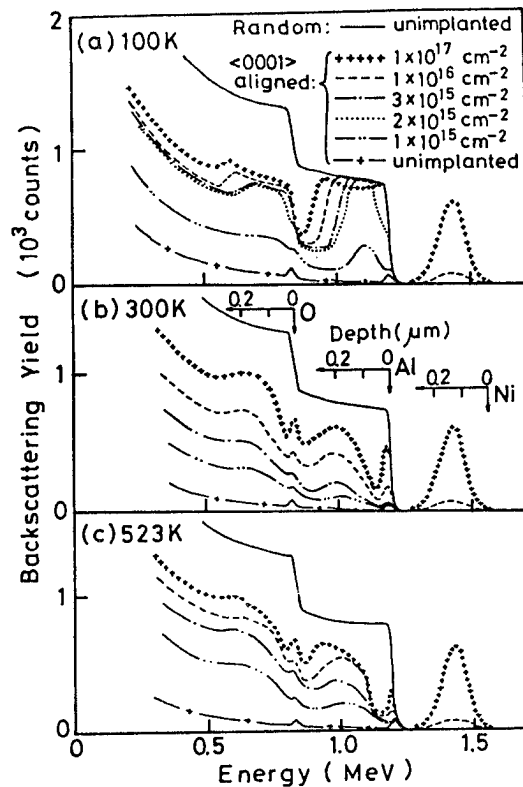 Random: unimplanted
(a) 100K
<0001>
aligned:
1×10¹⁷ cm⁻²
1×10¹⁶ cm⁻²
3×10¹⁵ cm⁻²
2×10¹⁵ cm⁻²
1×10¹⁵ cm⁻²
unimplanted
2
1
0
(10³ counts)
(b) 300K
0.2 0
O
Depth (μm)
0.2 0
Al
0.2 0
Ni
1
0
Backscattering Yield
(c) 523K
1
0
0 0.5 1.0 1.5
Energy (MeV)